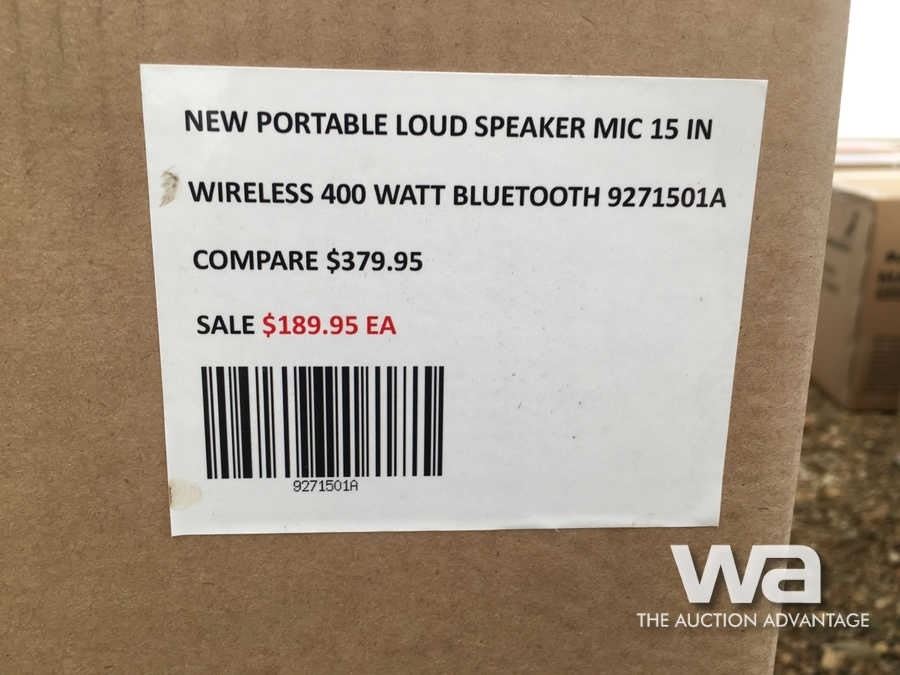 NEW PORTABLE LOUD SPEAKER MIC 15 IN
WIRELESS 400 WATT BLUETOOTH 9271501A
COMPARE $379.95
SALE $189.95 EA
9271501A
wa
THE AUCTION ADVANTAGE